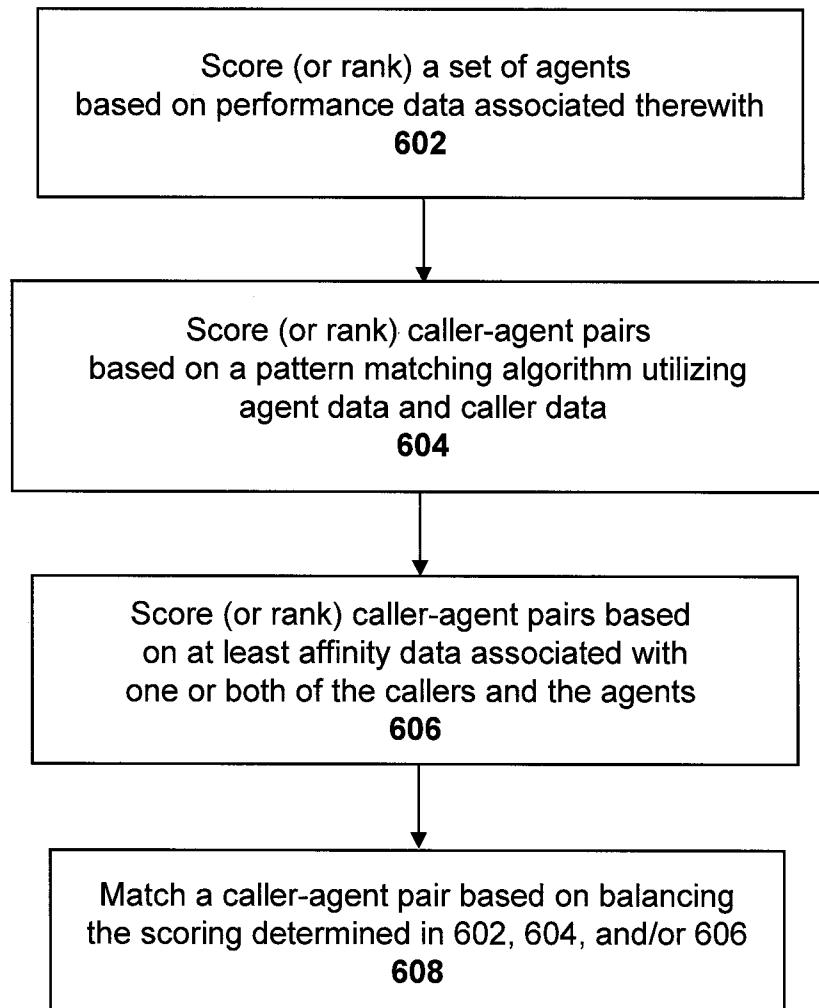 Score (or rank) a set of agents
based on performance data associated therewith
602
Score (or rank) caller-agent pairs
based on a pattern matching algorithm utilizing
agent data and caller data
604
Score (or rank) caller-agent pairs based
on at least affinity data associated with
one or both of the callers and the agents
606
Match a caller-agent pair based on balancing
the scoring determined in 602, 604, and/or 606
608